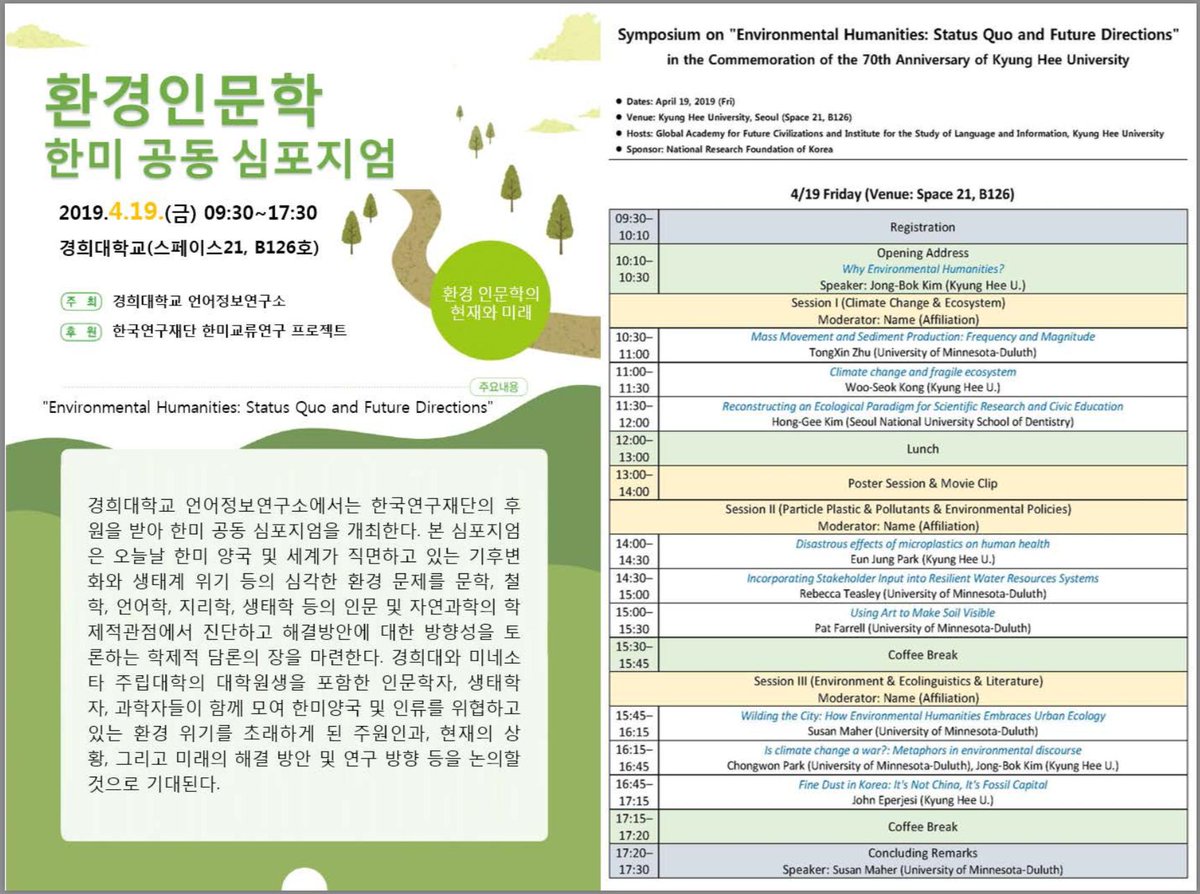 환경인문학
한미 공동 심포지엄
2019.4.19.(금) 09:30~17:30
경희대학교(스페이스21, B126호)
주 최 경희대학교 언어정보연구소
후 원 한국연구재단 한미교류연구 프로젝트
환경 인문학의
현재와 미래
주요내용
"Environmental Humanities: Status Quo and Future Directions"
경희대학교 언어정보연구소에서는 한국연구재단의 후
원을 받아 한미 공동 심포지엄을 개최한다. 본 심포지엄
은 오늘날 한미 양국 및 세계가 직면하고 있는 기후변
화와 생태계 위기 등의 심각한 환경 문제를 문학, 철
학, 언어학, 지리학, 생태학 등의 인문 및 자연과학의 학
제적관점에서 진단하고 해결방안에 대한 방향성을 토
론하는 학제적 담론의 장을 마련한다. 경희대와 미네소
타 주립대학의 대학원생을 포함한 인문학자, 생태학
자, 과학자들이 함께 모여 한미양국 및 인류를 위협하고
있는 환경 위기를 초래하게 된 주원인과, 현재의 상
황, 그리고 미래의 해결 방안 및 연구 방향 등을 논의할
것으로 기대된다.
Symposium on "Environmental Humanities: Status Quo and Future Directions"
in the Commemoration of the 70th Anniversary of Kyung Hee University
● Dates: April 19, 2019 (Fri)
● Venue: Kyung Hee University, Seoul (Space 21, B126)
● Hosts: Global Academy for Future Civilizations and Institute for the Study of Language and Information, Kyung Hee University
● Sponsor: National Research Foundation of Korea
4/19 Friday (Venue: Space 21, B126)
09:30–
10:10
Registration
10:10–
10:30
Opening Address
Why Environmental Humanities?
Speaker: Jong-Bok Kim (Kyung Hee U.)
Session I (Climate Change & Ecosystem)
Moderator: Name (Affiliation)
10:30–
11:00
Mass Movement and Sediment Production: Frequency and Magnitude
TongXin Zhu (University of Minnesota-Duluth)
11:00–
11:30
Climate change and fragile ecosystem
Woo-Seok Kong (Kyung Hee U.)
11:30–
12:00
Reconstructing an Ecological Paradigm for Scientific Research and Civic Education
Hong-Gee Kim (Seoul National University School of Dentistry)
12:00–
13:00
Lunch
13:00–
14:00
Poster Session & Movie Clip
Session II (Particle Plastic & Pollutants & Environmental Policies)
Moderator: Name (Affiliation)
14:00–
14:30
Disastrous effects of microplastics on human health
Eun Jung Park (Kyung Hee U.)
14:30–
15:00
Incorporating Stakeholder Input into Resilient Water Resources Systems
Rebecca Teasley (University of Minnesota-Duluth)
15:00–
15:30
Using Art to Make Soil Visible
Pat Farrell (University of Minnesota-Duluth)
15:30–
15:45
Coffee Break
Session III (Environment & Ecolinguistics & Literature)
Moderator: Name (Affiliation)
15:45–
16:15
Wilding the City: How Environmental Humanities Embraces Urban Ecology
Susan Maher (University of Minnesota-Duluth)
16:15–
16:45
Is climate change a war?: Metaphors in environmental discourse
Chongwon Park (University of Minnesota-Duluth), Jong-Bok Kim (Kyung Hee U.)
16:45–
17:15
Fine Dust in Korea: It's Not China, It's Fossil Capital
John Eperjesi (Kyung Hee U.)
17:15–
17:20
Coffee Break
17:20–
17:30
Concluding Remarks
Speaker: Susan Maher (University of Minnesota-Duluth)